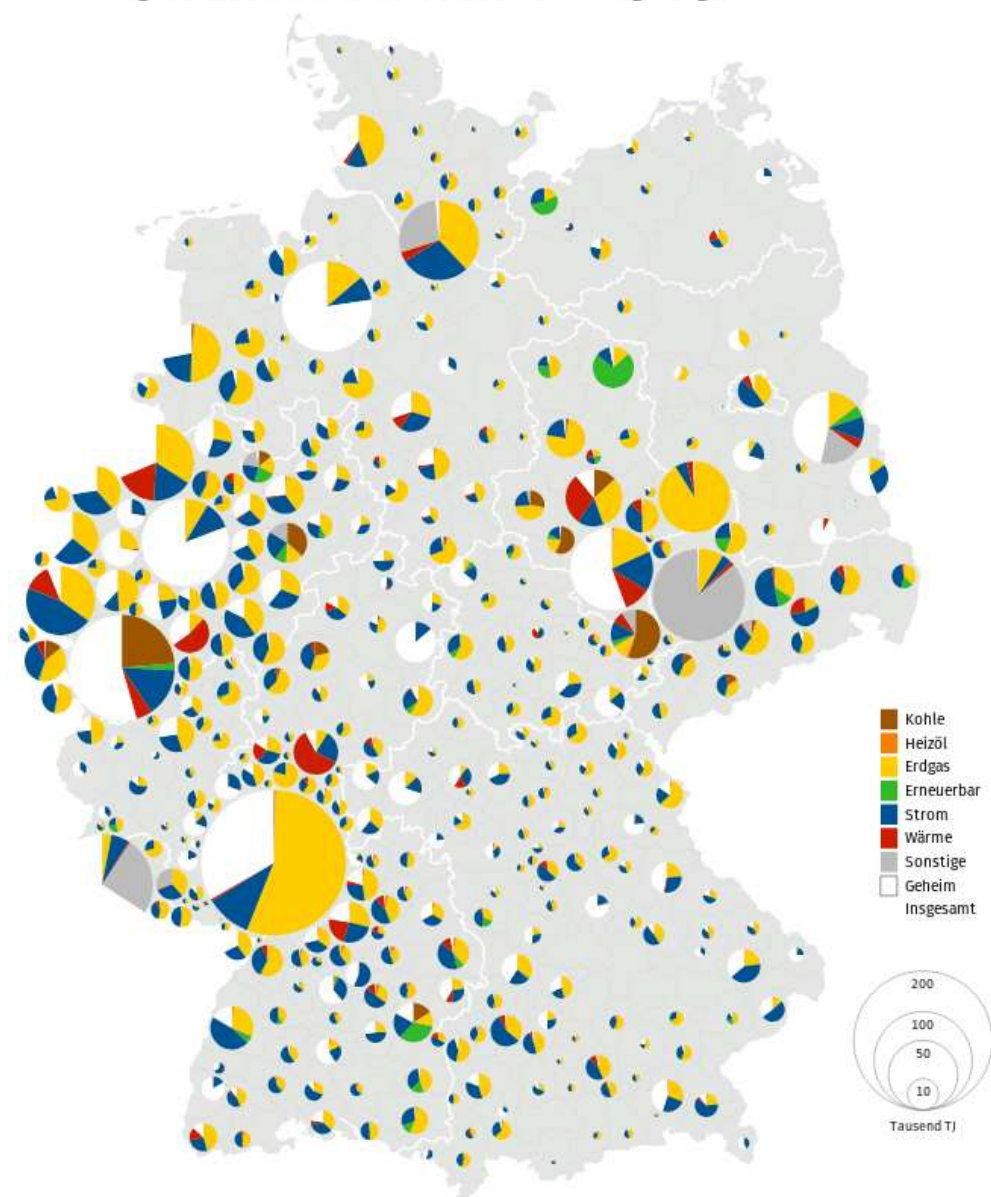 Kohle
Heizöl
Erdgas
Erneuerbar
Strom
Wärme
Sonstige
Geheim
Insgesamt
200
100
50
10
Tausend TJ